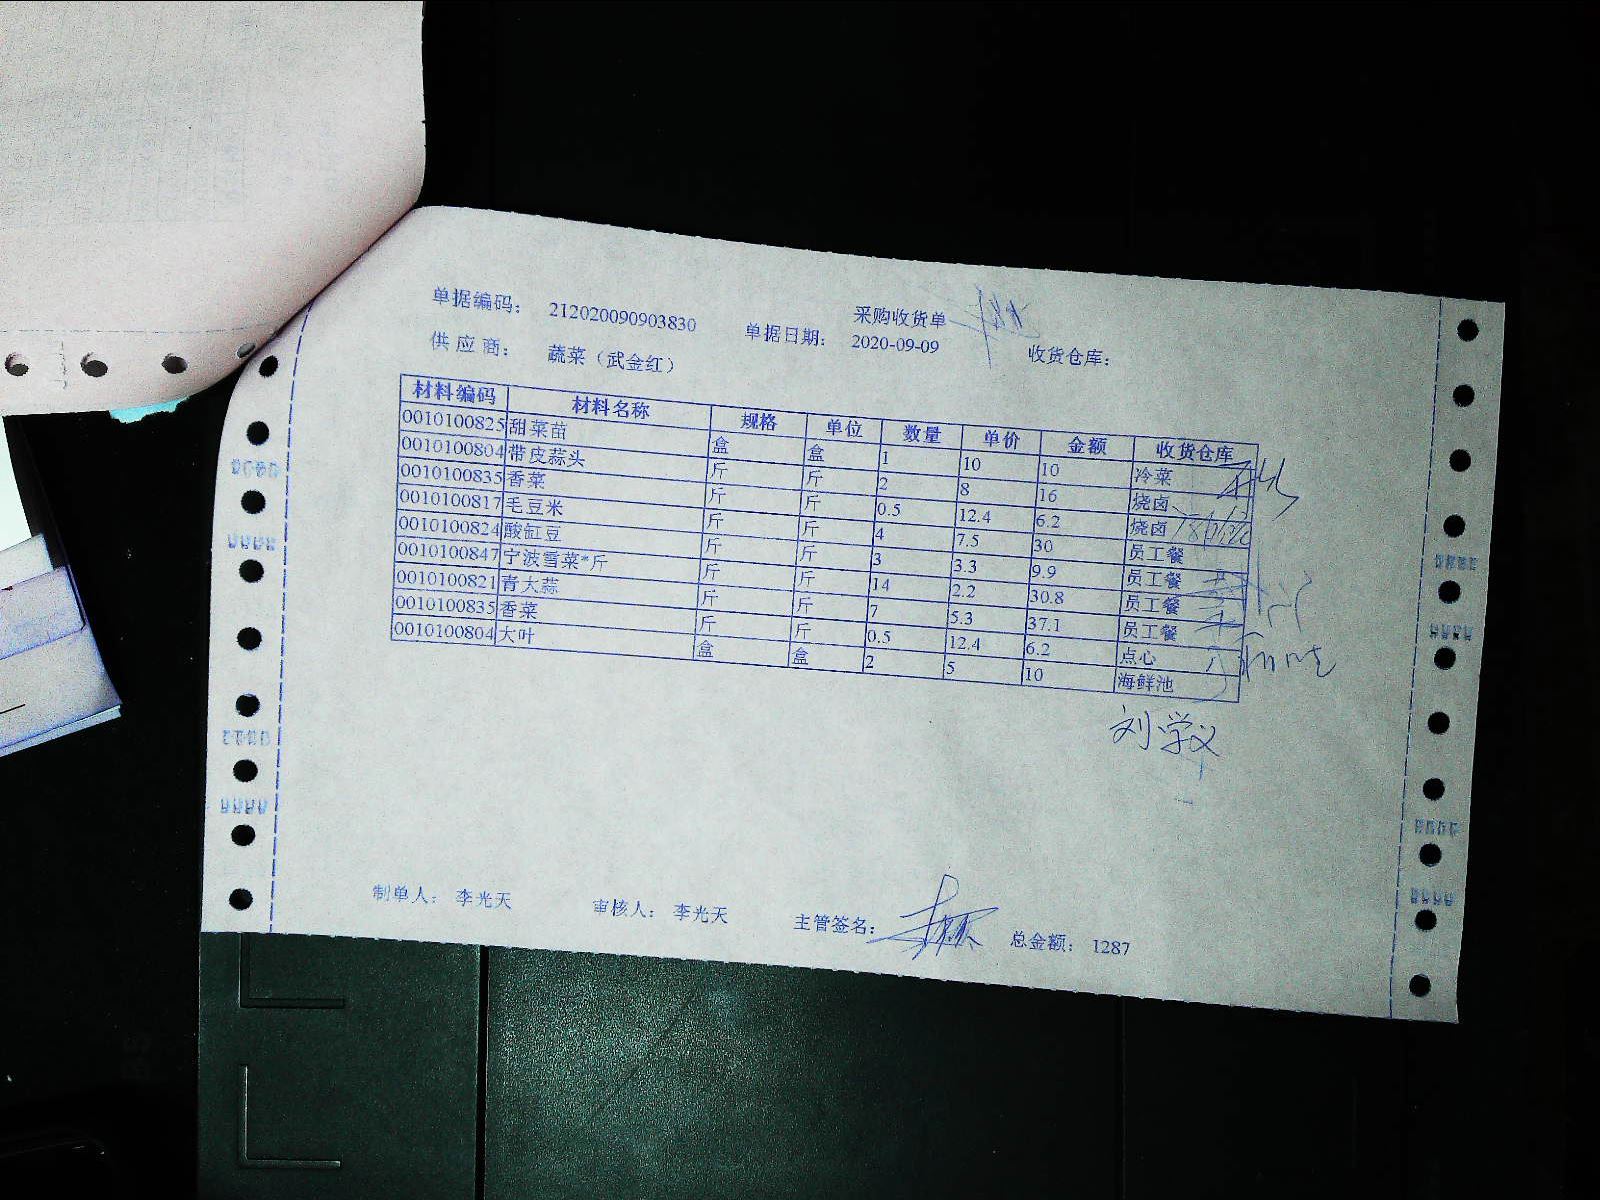 采购收货单
单据编码： 212020090903830 单据日期： 2020-09-09 收货仓库：
供应商： 蔬菜（武金红）
材料编码 材料名称 规格 单位 数量 单价 金额 收货仓库
0010100825 甜菜苗 盒 盒 1 10 10 冷菜
0010100804 带皮蒜头 斤 斤 2 8 16 烧卤
0010100835 香菜 斤 斤 0.5 12.4 6.2 烧卤
0010100817 毛豆米 斤 斤 4 7.5 30 员工餐
0010100824 酸缸豆 斤 斤 3 3.3 9.9 员工餐
0010100847 宁波雪菜*斤 斤 斤 14 2.2 30.8 员工餐
0010100821 青大蒜 斤 斤 7 5.3 37.1 员工餐
0010100835 香菜 斤 斤 0.5 12.4 6.2 点心
0010100804 大叶 盒 盒 2 5 10 海鲜池
刘学义
制单人： 李光天 审核人： 李光天 主管签名： 总金额： 1287